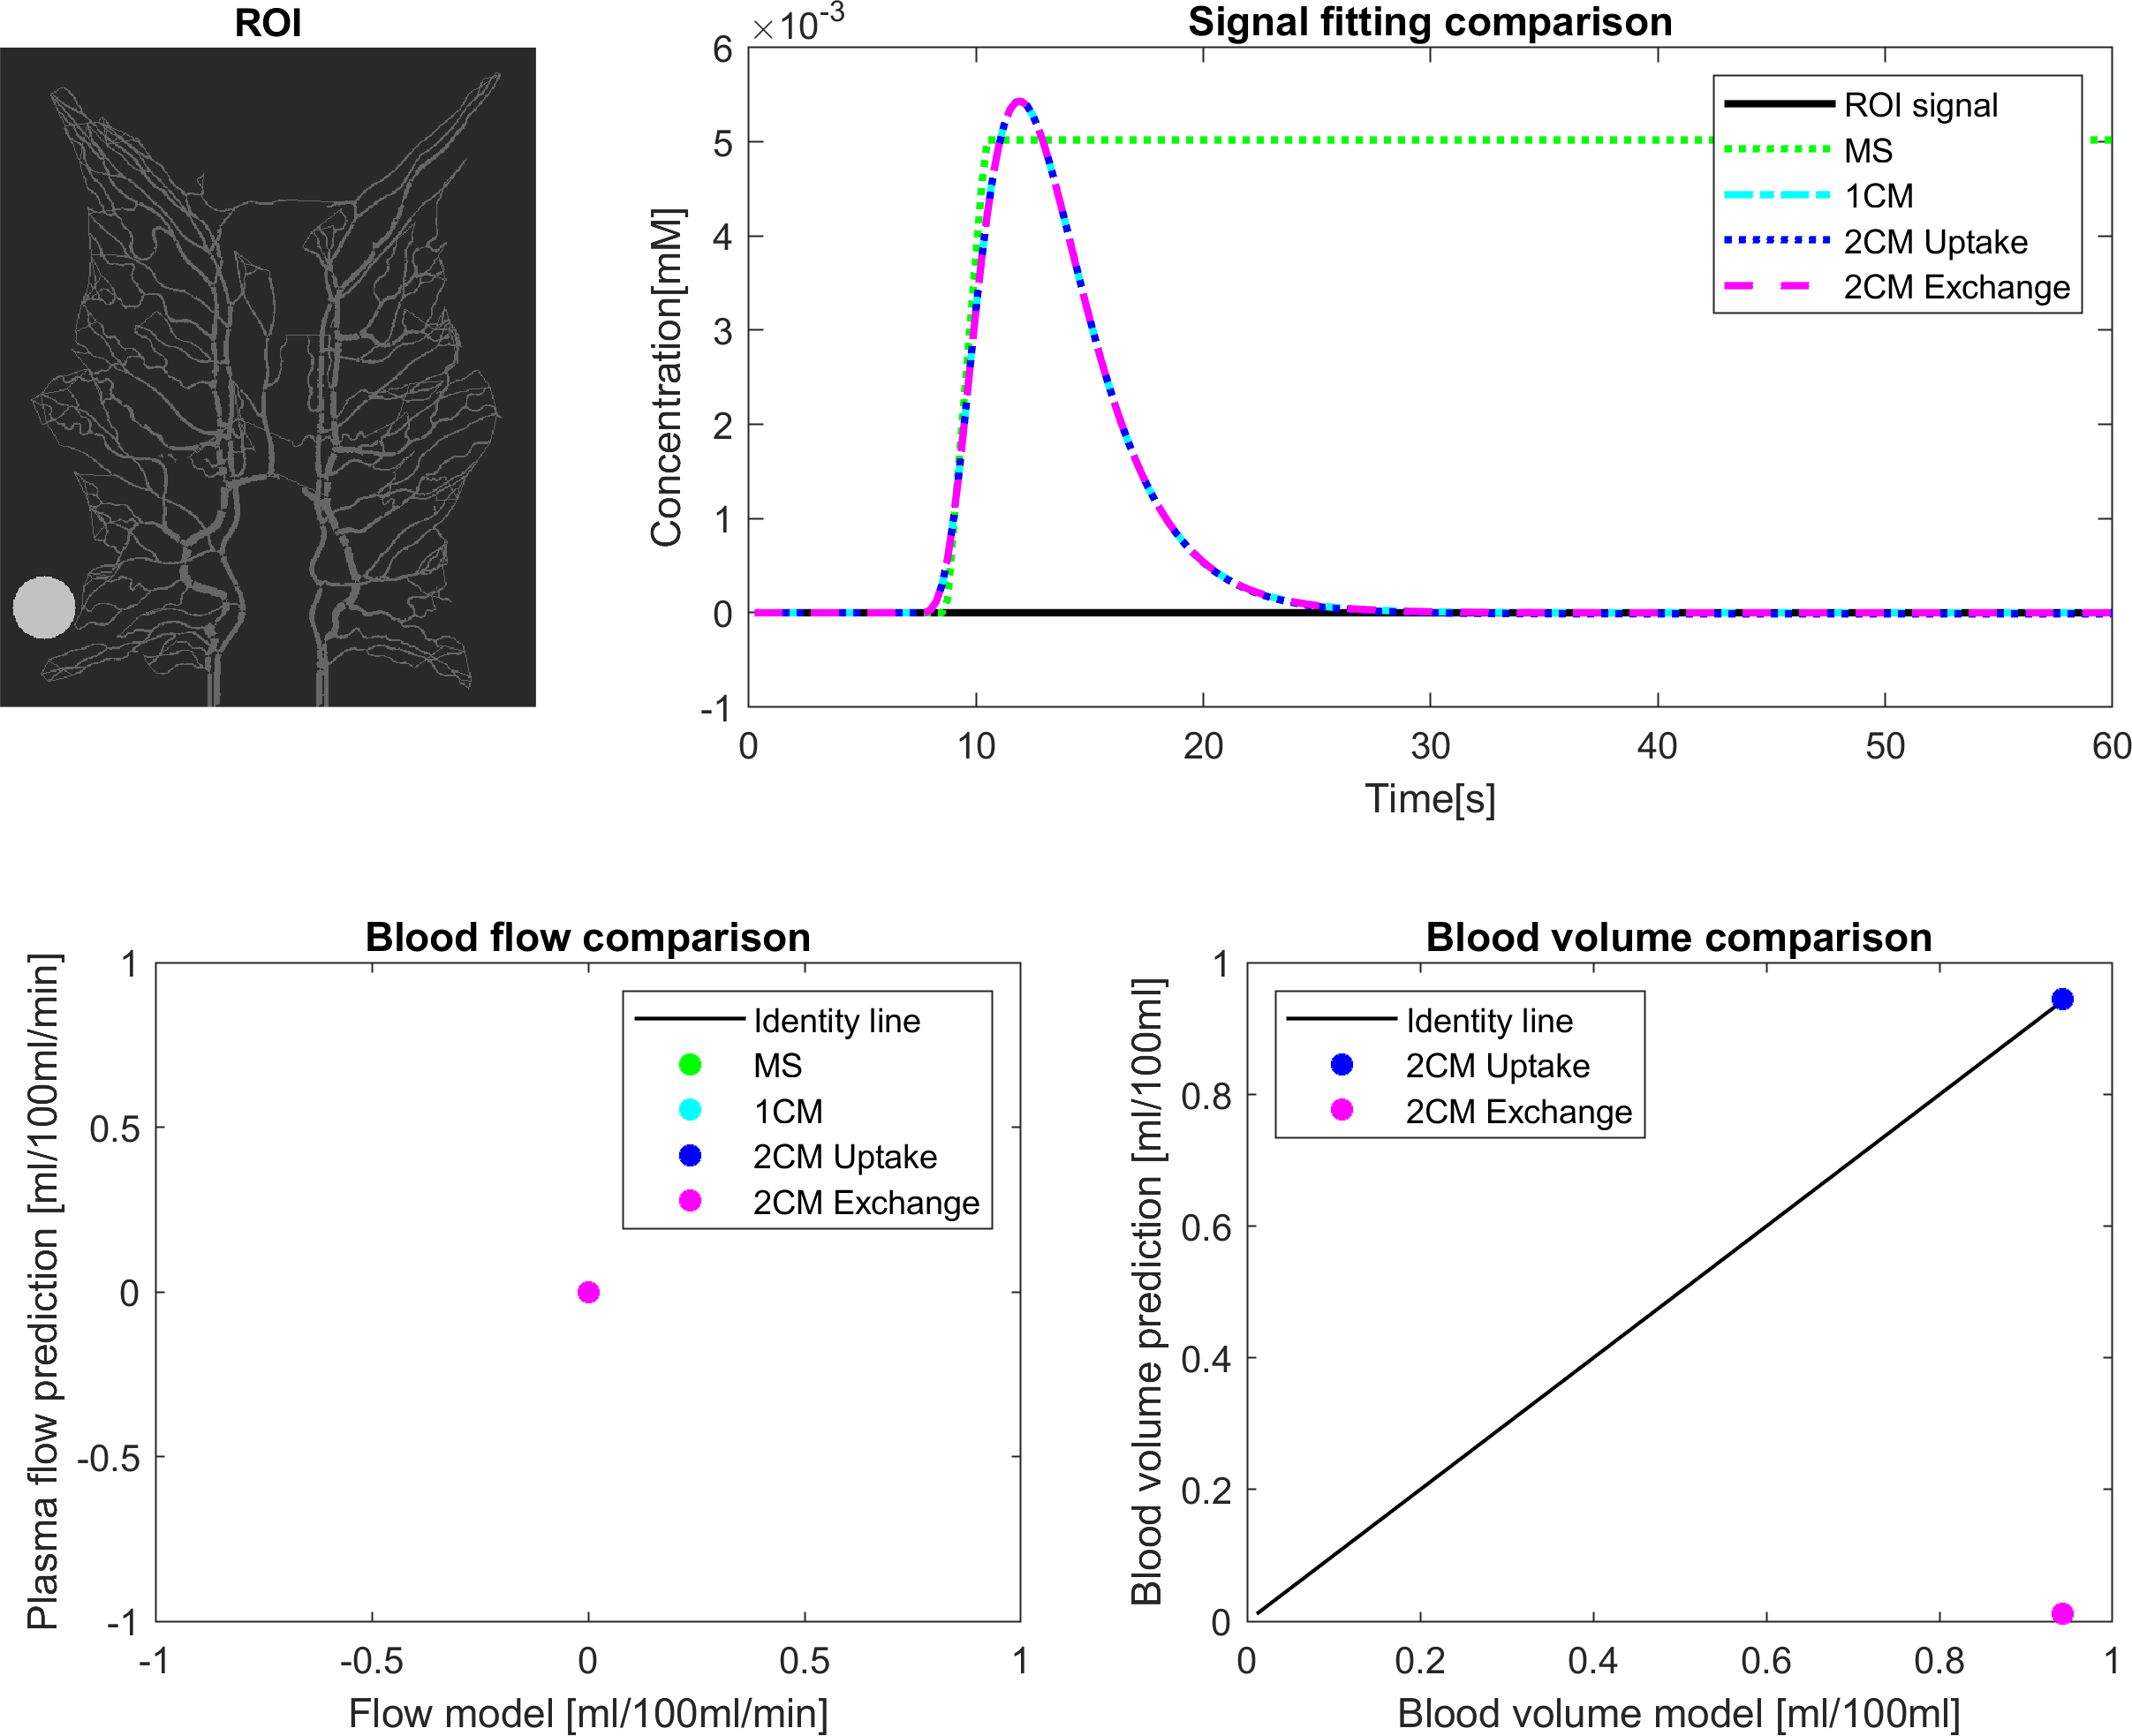 ROI
Signal fitting comparison
×10-3
6
5
4
3
2
1
0
-1
Concentration[mM]
0 10 20 30 40 50 60
Time[s]
ROI signal
MS
1CM
2CM Uptake
2CM Exchange
Blood flow comparison
1
0.5
0
-0.5
-1
Plasma flow prediction [ml/100ml/min]
-1 -0.5 0 0.5 1
Flow model [ml/100ml/min]
Identity line
MS
1CM
2CM Uptake
2CM Exchange
Blood volume comparison
1
0.8
0.6
0.4
0.2
0
Blood volume prediction [ml/100ml]
0 0.2 0.4 0.6 0.8 1
Blood volume model [ml/100ml]
Identity line
2CM Uptake
2CM Exchange